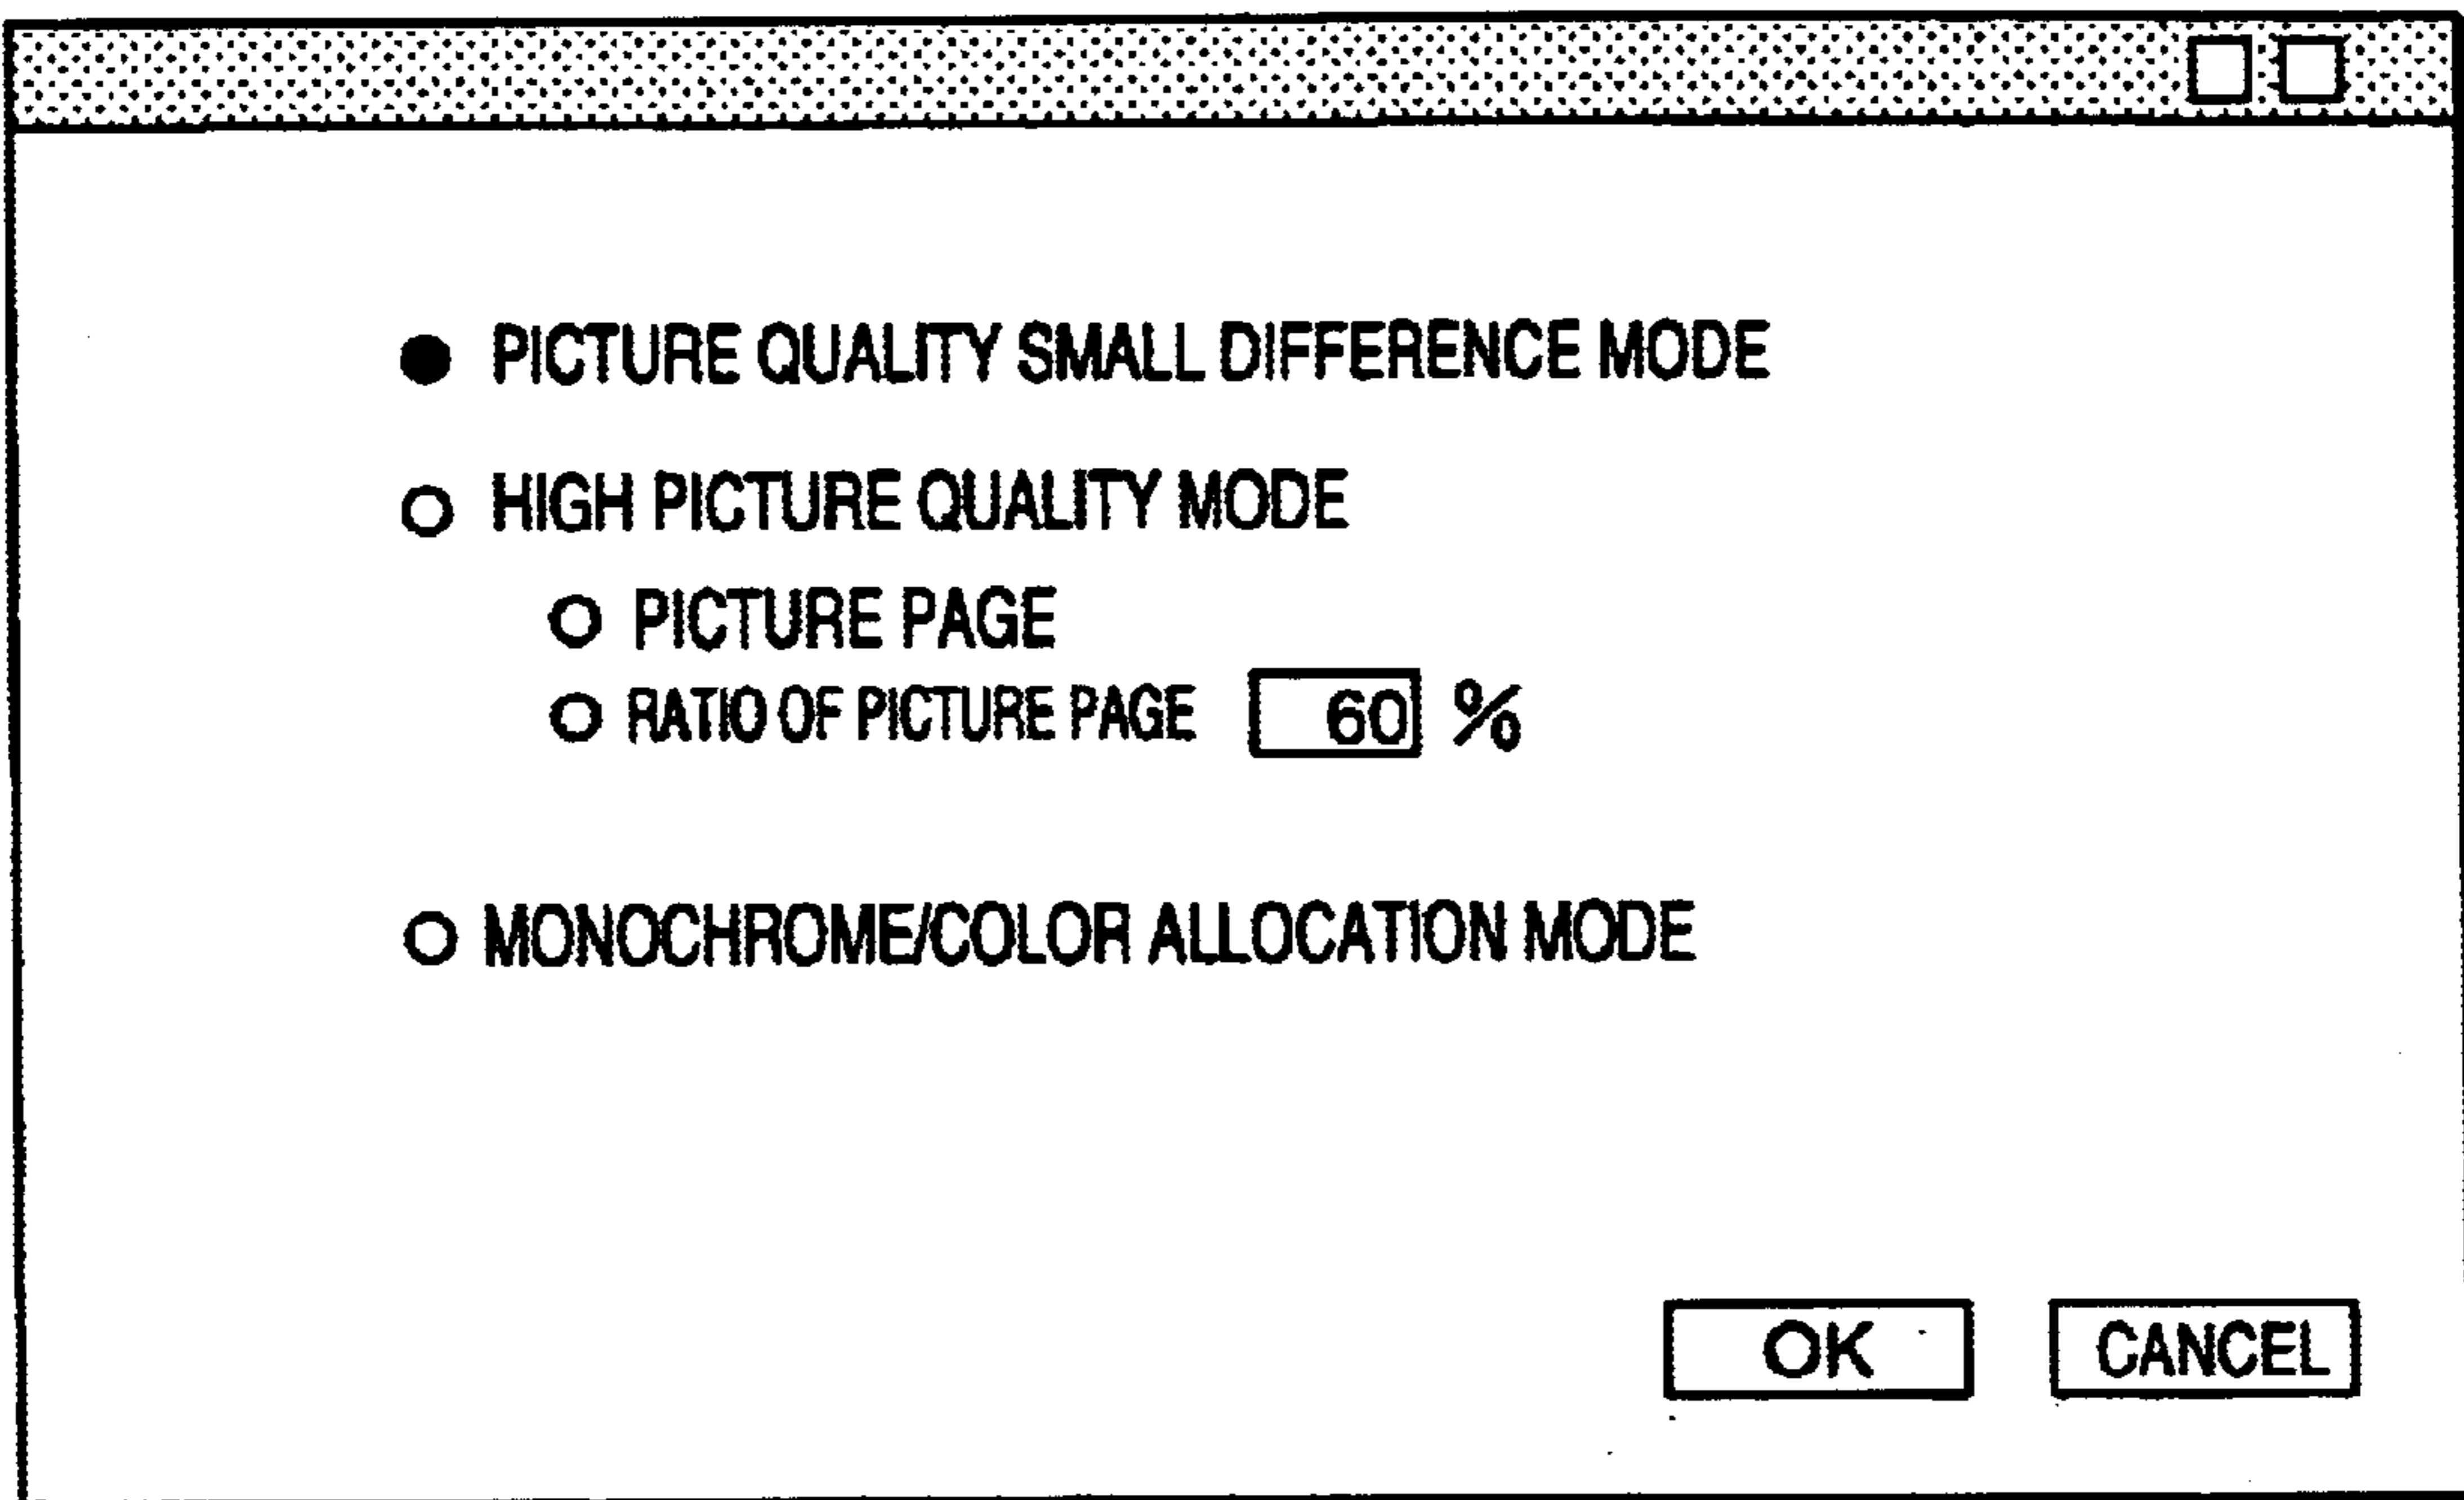 PICTURE QUALITY SMALL DIFFERENCE MODE
HIGH PICTURE QUALITY MODE
PICTURE PAGE
RATIO OF PICTURE PAGE 60 %
MONOCHROME/COLOR ALLOCATION MODE
OK CANCEL